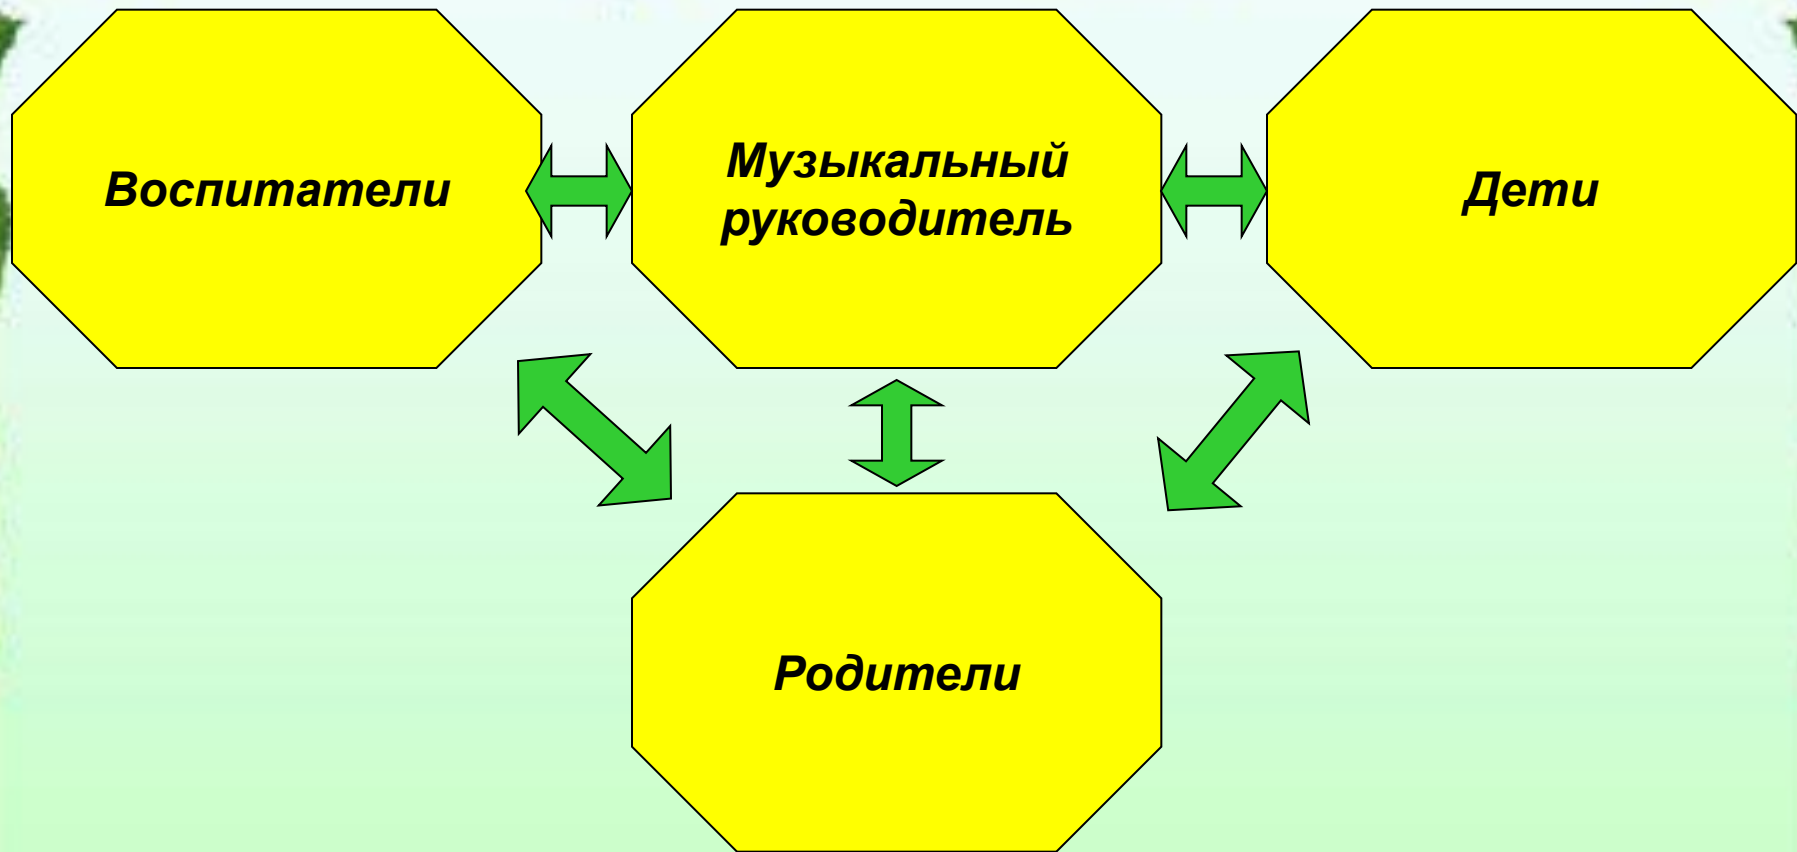 Воспитатели
Музыкальный
руководитель
Дети
Родители